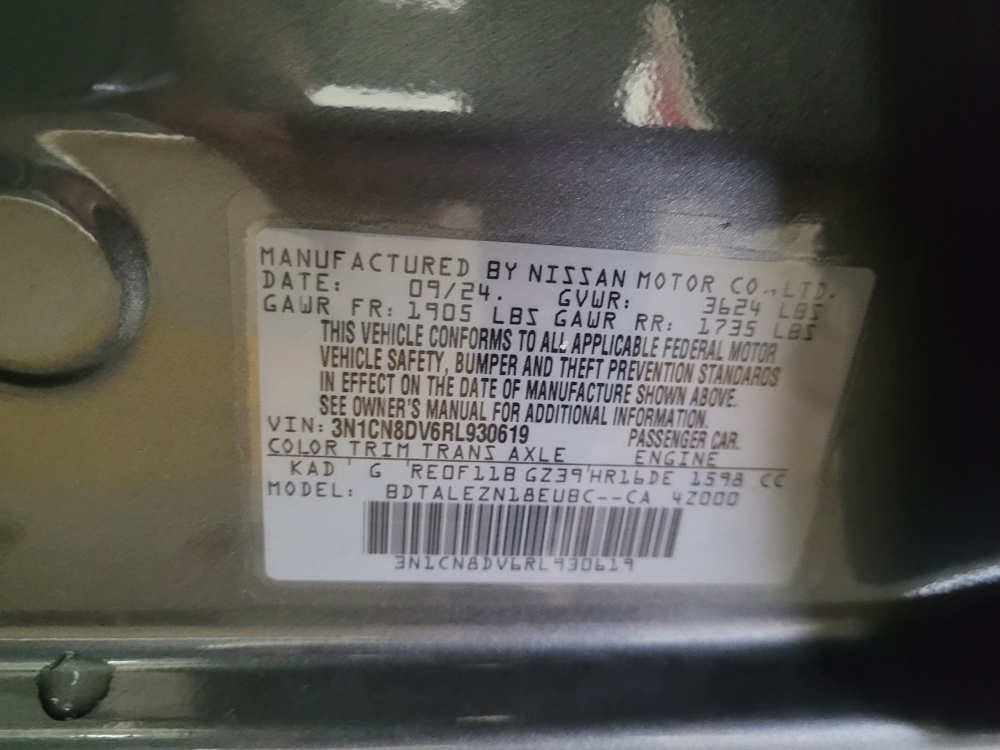 MANUFACTURED BY NISSAN MOTOR CO.,LTD.
DATE: 09/24. GVWR: 3624 LBS
GAWR FR: 1905 LBS GAWR RR: 1735 LBS
THIS VEHICLE CONFORMS TO ALL APPLICABLE FEDERAL MOTOR
VEHICLE SAFETY, BUMPER AND THEFT PREVENTION STANDARDS
IN EFFECT ON THE DATE OF MANUFACTURE SHOWN ABOVE.
SEE OWNER'S MANUAL FOR ADDITIONAL INFORMATION.
VIN: 3N1CN8DV6RL930619 PASSENGER CAR.
COLOR TRIM TRANS AXLE ENGINE
KAD G RE0F11B GZ39 HR16DE 1598 CC
MODEL: BDTALEZN18EUBC--CA 4Z000
3N1CN8DV6RL930619